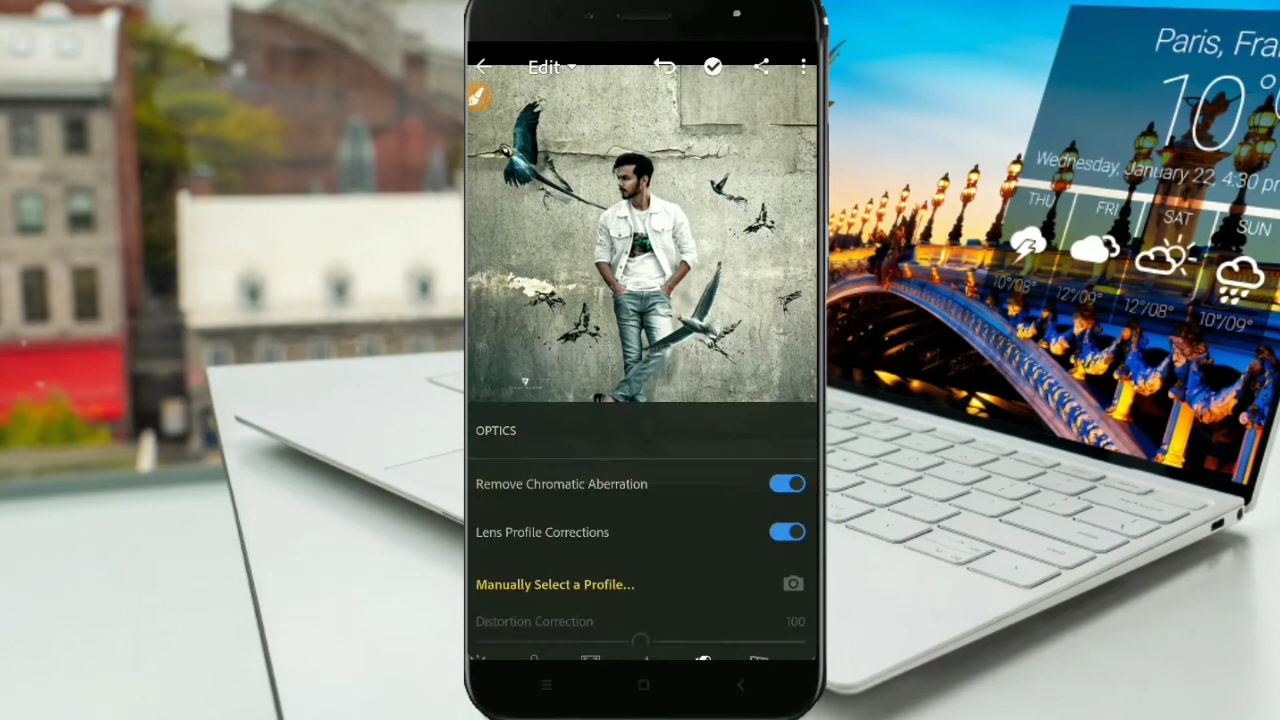 Edit
OPTICS
Remove Chromatic Aberration
Lens Profile Corrections
Manually Select a Profile...
Distortion Correction 100
Paris, Fra
10°
Wednesday, January 22, 4:30 pm
THU FRI SAT SUN
10°/08° 12°/09° 12°/08° 10°/09°